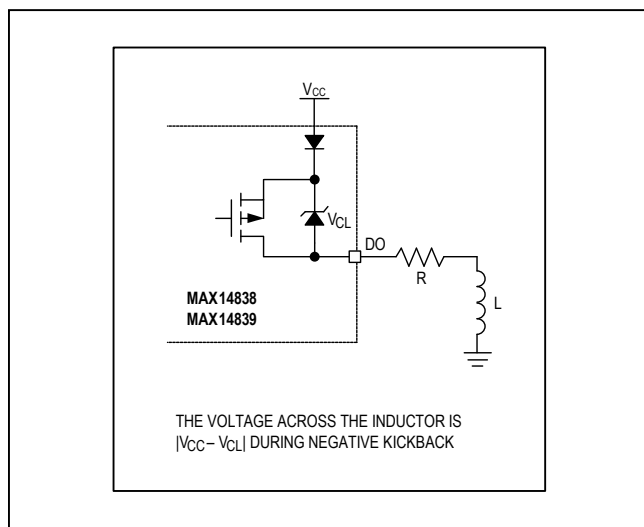 VCC
VCL
DO
R
L
MAX14838
MAX14839
THE VOLTAGE ACROSS THE INDUCTOR IS
|VCC – VCL| DURING NEGATIVE KICKBACK